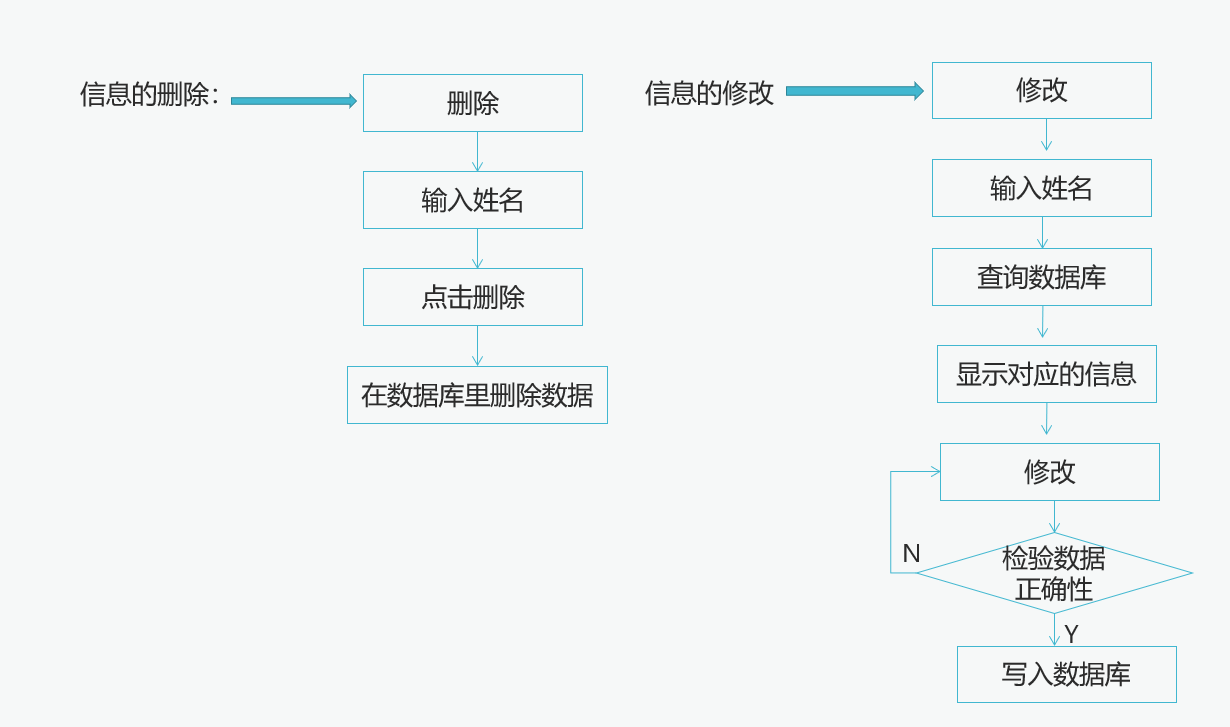 信息的删除：
删除
输入姓名
点击删除
在数据库里删除数据
信息的修改
修改
输入姓名
查询数据库
显示对应的信息
修改
N
检验数据
正确性
Y
写入数据库